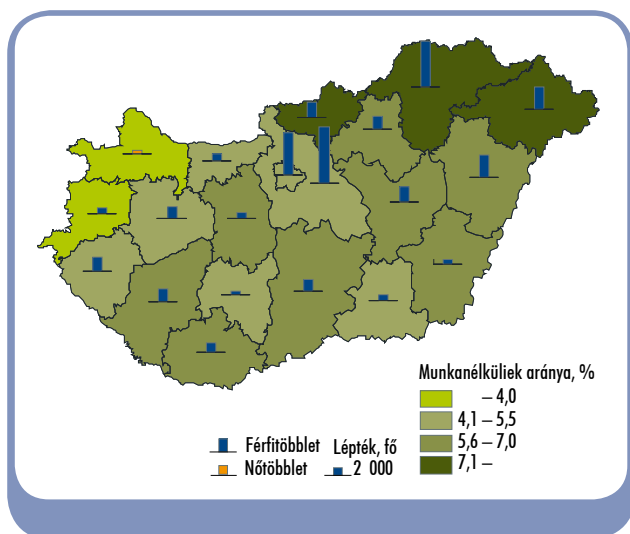 Munkanélküliek aránya, %
– 4,0
4,1 – 5,5
5,6 – 7,0
7,1 –
Férfitöbblet Lépték, fő
Nőtöbblet 2 000